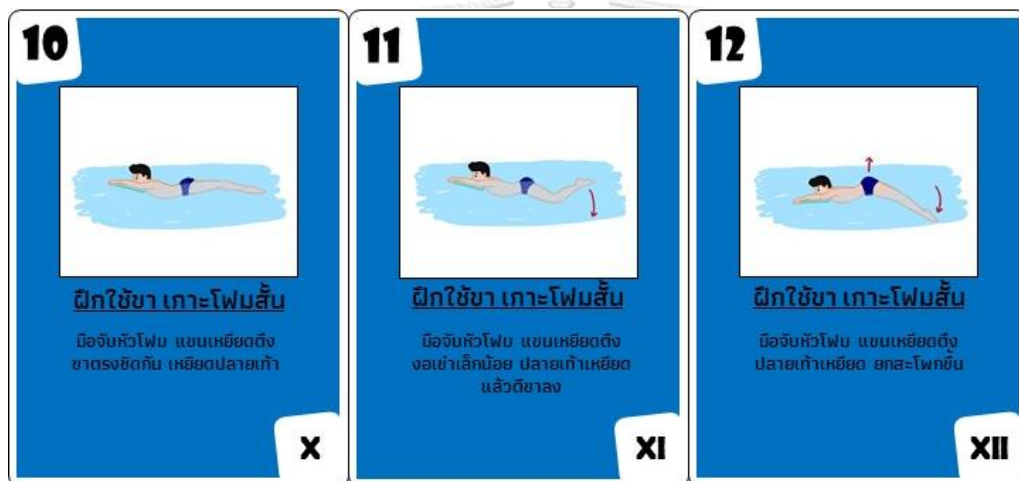 10
ฝึกใช้ขา เกาะโฟมสั้น
มือจับหัวโฟม แขนเหยียดตึง
ขาตรงชิดกัน เหยียดปลายเท้า
X
11
ฝึกใช้ขา เกาะโฟมสั้น
มือจับหัวโฟม แขนเหยียดตึง
งอเข่าเล็กน้อย ปลายเท้าเหยียด
แล้วตีขาลง
XI
12
ฝึกใช้ขา เกาะโฟมสั้น
มือจับหัวโฟม แขนเหยียดตึง
ปลายเท้าเหยียด ยกสะโพกขึ้น
XII